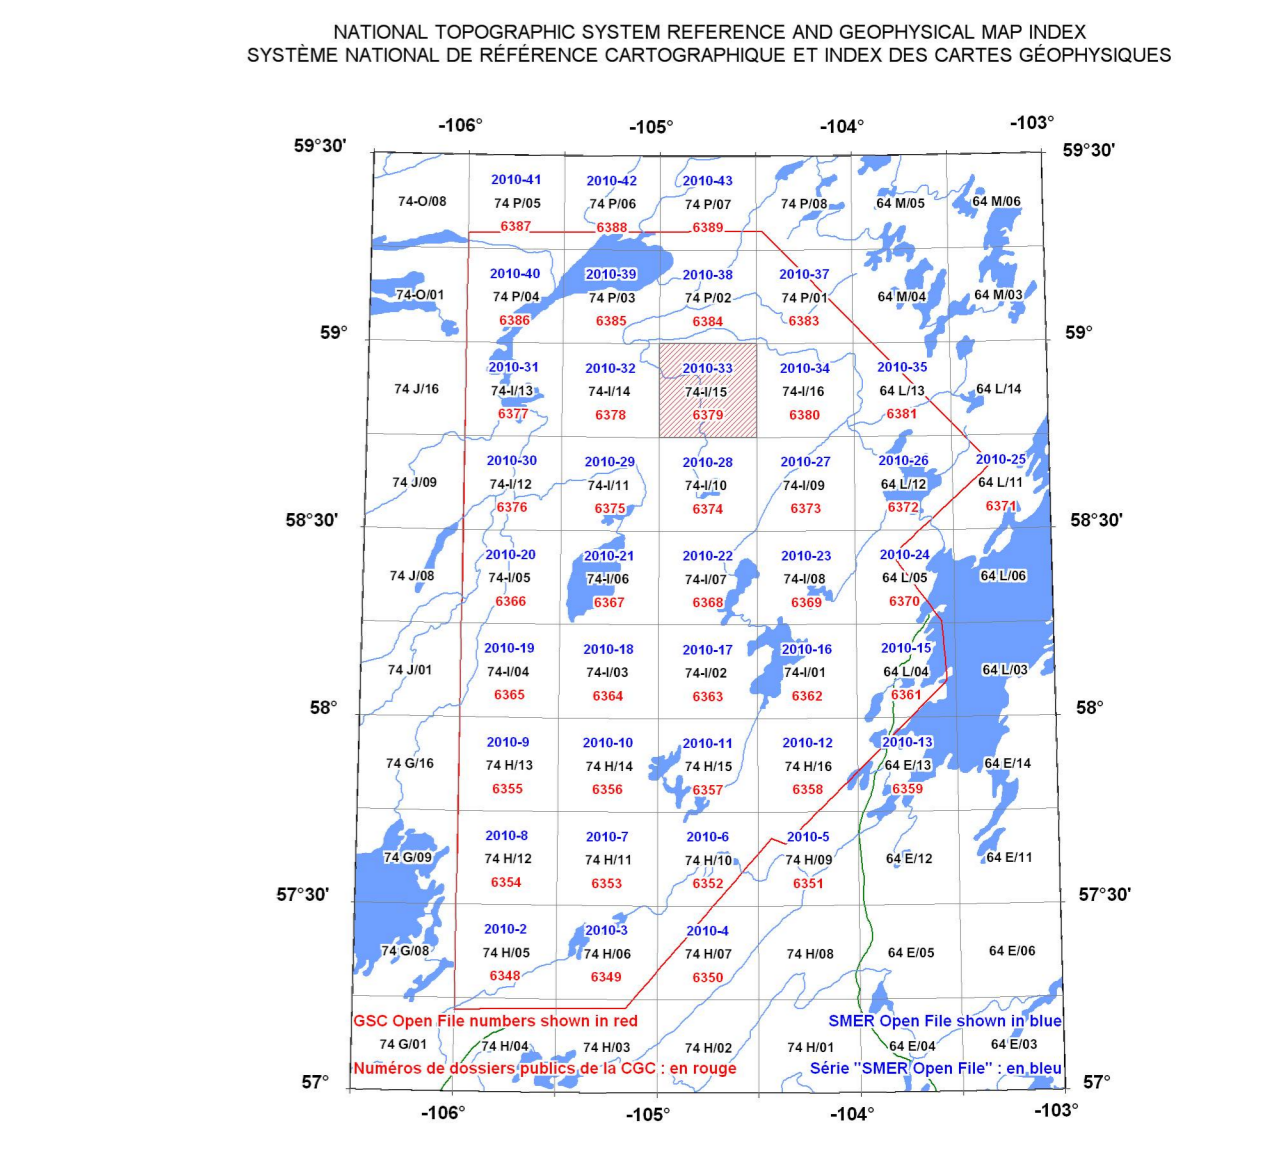 NATIONAL TOPOGRAPHIC SYSTEM REFERENCE AND GEOPHYSICAL MAP INDEX
SYSTÈME NATIONAL DE RÉFÉRENCE CARTOGRAPHIQUE ET INDEX DES CARTES GÉOPHYSIQUES
-106° -105° -104° -103°
59°30' 59°30'
2010-41 2010-42 2010-43
74-O/08 74 P/05 74 P/06 74 P/07 74 P/08 64 M/05 64 M/06
6387 6388 6389
2010-40 2010-39 2010-38 2010-37
74-O/01 74 P/04 74 P/03 74 P/02 74 P/01 64 M/04 64 M/03
6386 6385 6384 6383
59° 59°
2010-31 2010-32 2010-33 2010-34 2010-35
74 J/16 74-I/13 74-I/14 74-I/15 74-I/16 64 L/13 64 L/14
6377 6378 6379 6380 6381
2010-30 2010-29 2010-28 2010-27 2010-26 2010-25
74 J/09 74-I/12 74-I/11 74-I/10 74-I/09 64 L/12 64 L/11
6376 6375 6374 6373 6372 6371
58°30' 58°30'
2010-20 2010-21 2010-22 2010-23 2010-24
74 J/08 74-I/05 74-I/06 74-I/07 74-I/08 64 L/05 64 L/06
6366 6367 6368 6369 6370
2010-19 2010-18 2010-17 2010-16 2010-15
74 J/01 74-I/04 74-I/03 74-I/02 74-I/01 64 L/04 64 L/03
6365 6364 6363 6362 6361
58° 58°
2010-9 2010-10 2010-11 2010-12 2010-13
74 G/16 74 H/13 74 H/14 74 H/15 74 H/16 64 E/13 64 E/14
6355 6356 6357 6358 6359
2010-8 2010-7 2010-6 2010-5
74 G/09 74 H/12 74 H/11 74 H/10 74 H/09 64 E/12 64 E/11
6354 6353 6352 6351
57°30' 57°30'
2010-2 2010-3 2010-4
74 G/08 74 H/05 74 H/06 74 H/07 74 H/08 64 E/05 64 E/06
6348 6349 6350
GSC Open File numbers shown in red SMER Open File shown in blue
74 G/01 74 H/04 74 H/03 74 H/02 74 H/01 64 E/04 64 E/03
Numéros de dossiers publics de la CGC : en rouge Série "SMER Open File" : en bleu
57° 57°
-106° -105° -104° -103°